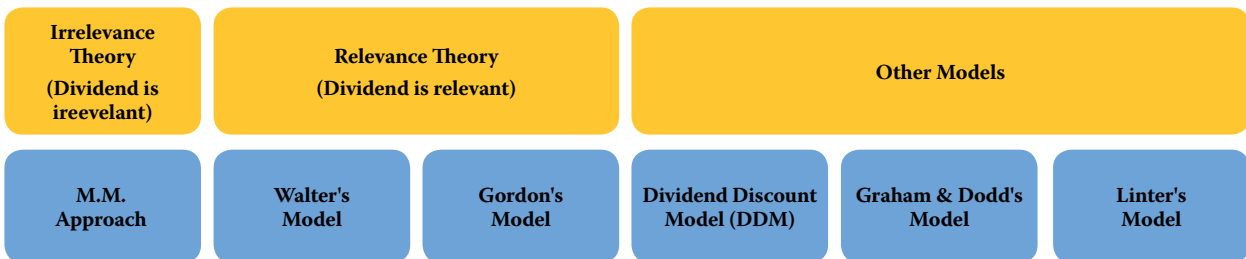 Irrelevance
Theory
(Dividend is
ireevelant)
Relevance Theory
(Dividend is relevant)
Other Models
M.M.
Approach
Walter's
Model
Gordon's
Model
Dividend Discount
Model (DDM)
Graham & Dodd's
Model
Linter's
Model